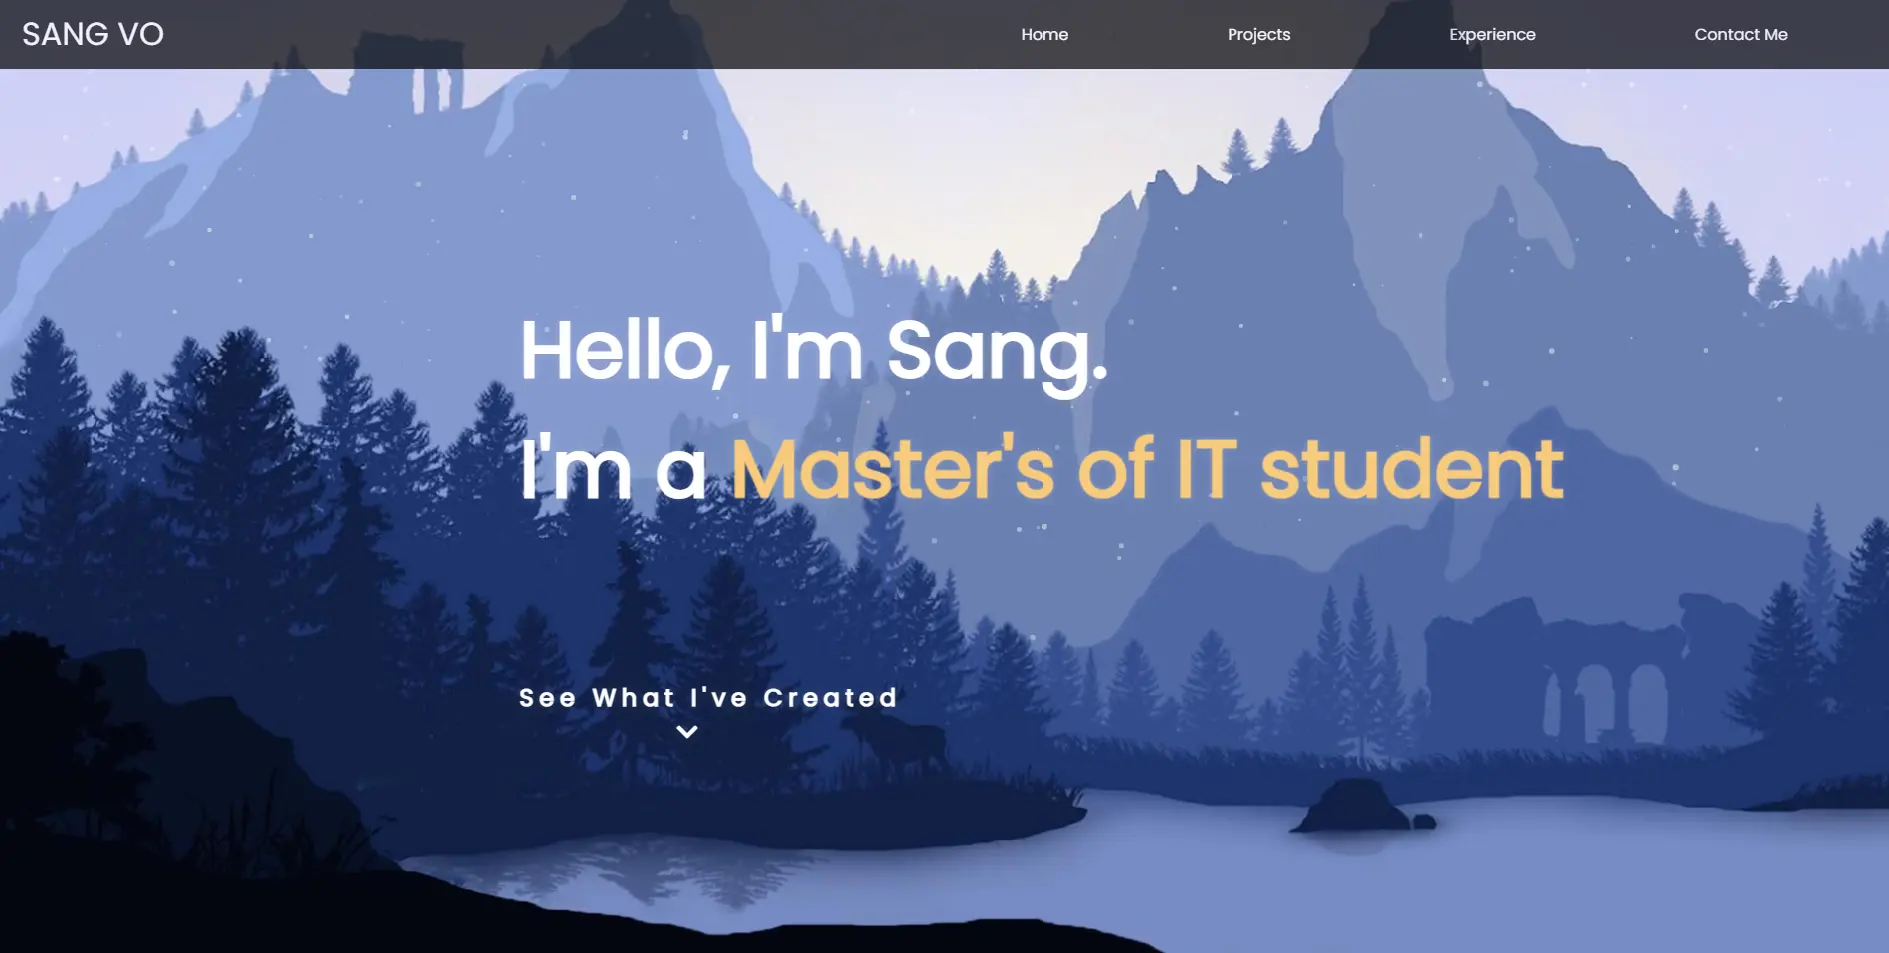 SANG VO
Home
Projects
Experience
Contact Me
Hello, I'm Sang.
I'm a Master's of IT student
See What I've Created